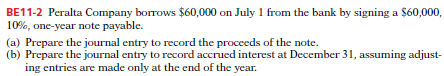 BE11-2 Peralta Company borrows $60,000 on July 1 from the bank by signing a $60,000,
10%, one-year note payable.
(a) Prepare the journal entry to record the proceeds of the note.
(b) Prepare the journal entry to record accrued interest at December 31, assuming adjust-
ing entries are made only at the end of the year.